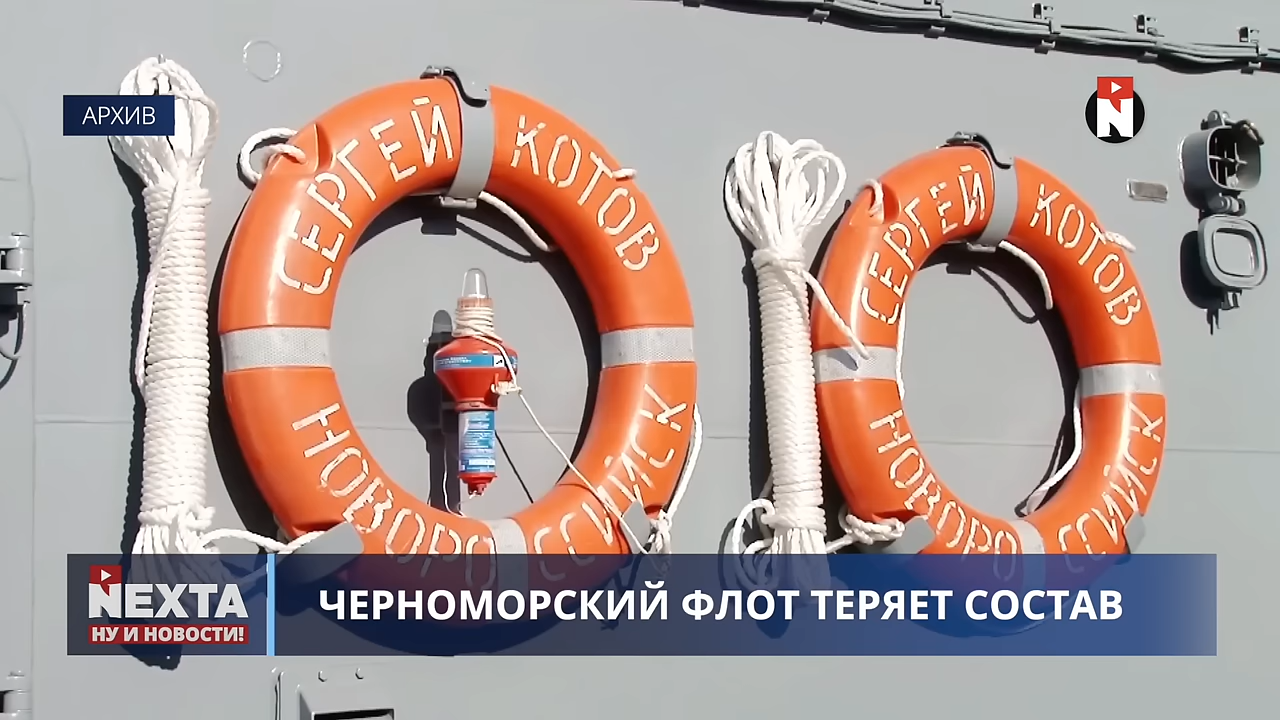 АРХИВ
N
СЕРГЕЙ КОТОВ
НОВОРОССИЙСК
СЕРГЕЙ КОТОВ
НОВОРОССИЙСК
NEXTA
НУ И НОВОСТИ!
ЧЕРНОМОРСКИЙ ФЛОТ ТЕРЯЕТ СОСТАВ